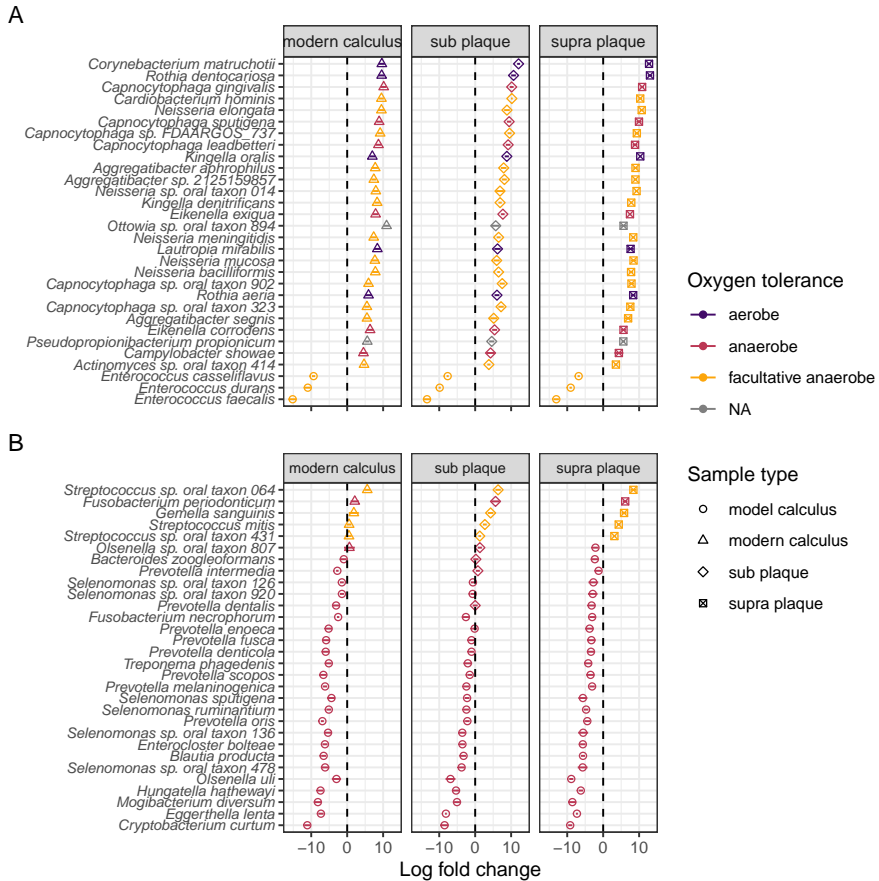 A
modern calculus sub plaque supra plaque
Corynebacterium matruchotii
Rothia dentocariosa
Capnocytophaga gingivalis
Cardiobacterium hominis
Neisseria elongata
Capnocytophaga sputigena
Capnocytophaga sp. FDAARGOS_737
Capnocytophaga leadbetteri
Kingella oralis
Aggregatibacter aphrophilus
Aggregatibacter sp. 2125159857
Neisseria sp. oral taxon 014
Kingella denitrificans
Eikenella exigua
Ottowia sp. oral taxon 894
Neisseria meningitidis
Lautropia mirabilis
Neisseria mucosa
Neisseria bacilliformis
Capnocytophaga sp. oral taxon 902
Rothia aeria
Capnocytophaga sp. oral taxon 323
Aggregatibacter segnis
Eikenella corrodens
Pseudopropionibacterium propionicum
Campylobacter showae
Actinomyces sp. oral taxon 414
Enterococcus casseliflavus
Enterococcus durans
Enterococcus faecalis
−10 0 10 −10 0 10 −10 0 10
B
modern calculus sub plaque supra plaque
Streptococcus sp. oral taxon 064
Fusobacterium periodonticum
Gemella sanguinis
Streptococcus mitis
Streptococcus sp. oral taxon 431
Olsenella sp. oral taxon 807
Bacteroides zoogleoformans
Prevotella intermedia
Selenomonas sp. oral taxon 126
Selenomonas sp. oral taxon 920
Prevotella dentalis
Fusobacterium necrophorum
Prevotella enoeca
Prevotella fusca
Prevotella denticola
Treponema phagedenis
Prevotella scopos
Prevotella melaninogenica
Selenomonas sputigena
Selenomonas ruminantium
Prevotella oris
Selenomonas sp. oral taxon 136
Enterocloster bolteae
Blautia producta
Selenomonas sp. oral taxon 478
Olsenella uli
Hungatella hathewayi
Mogibacterium diversum
Eggerthella lenta
Cryptobacterium curtum
−10 0 10 −10 0 10 −10 0 10
Log fold change
Oxygen tolerance
aerobe
anaerobe
facultative anaerobe
NA
Sample type
model calculus
modern calculus
sub plaque
supra plaque